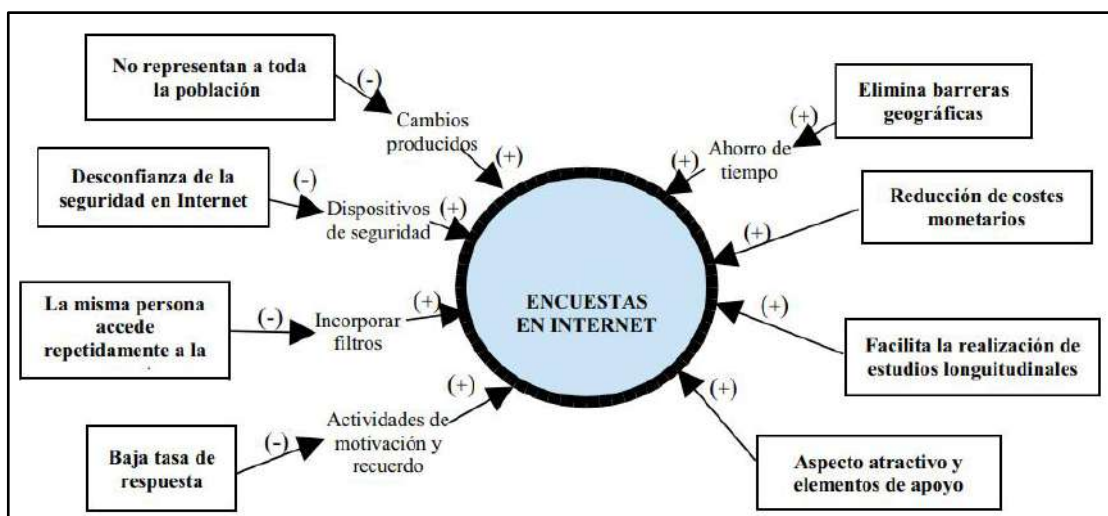 No representan a toda
la población
(-)
Cambios
producidos
(+)
Desconfianza de la
seguridad en Internet
(-)
Dispositivos
de seguridad
(+)
La misma persona
accede
repetidamente a la
(-)
Incorporar
filtros
(+)
Baja tasa de
respuesta
(-)
Actividades de
motivación y
recuerdo
(+)
ENCUESTAS
EN INTERNET
Elimina barreras
geográficas
(+)
Ahorro de
tiempo
(+)
Reducción de costes
monetarios
(+)
Facilita la realización de
estudios longuitudinales
(+)
Aspecto atractivo y
elementos de apoyo
(+)